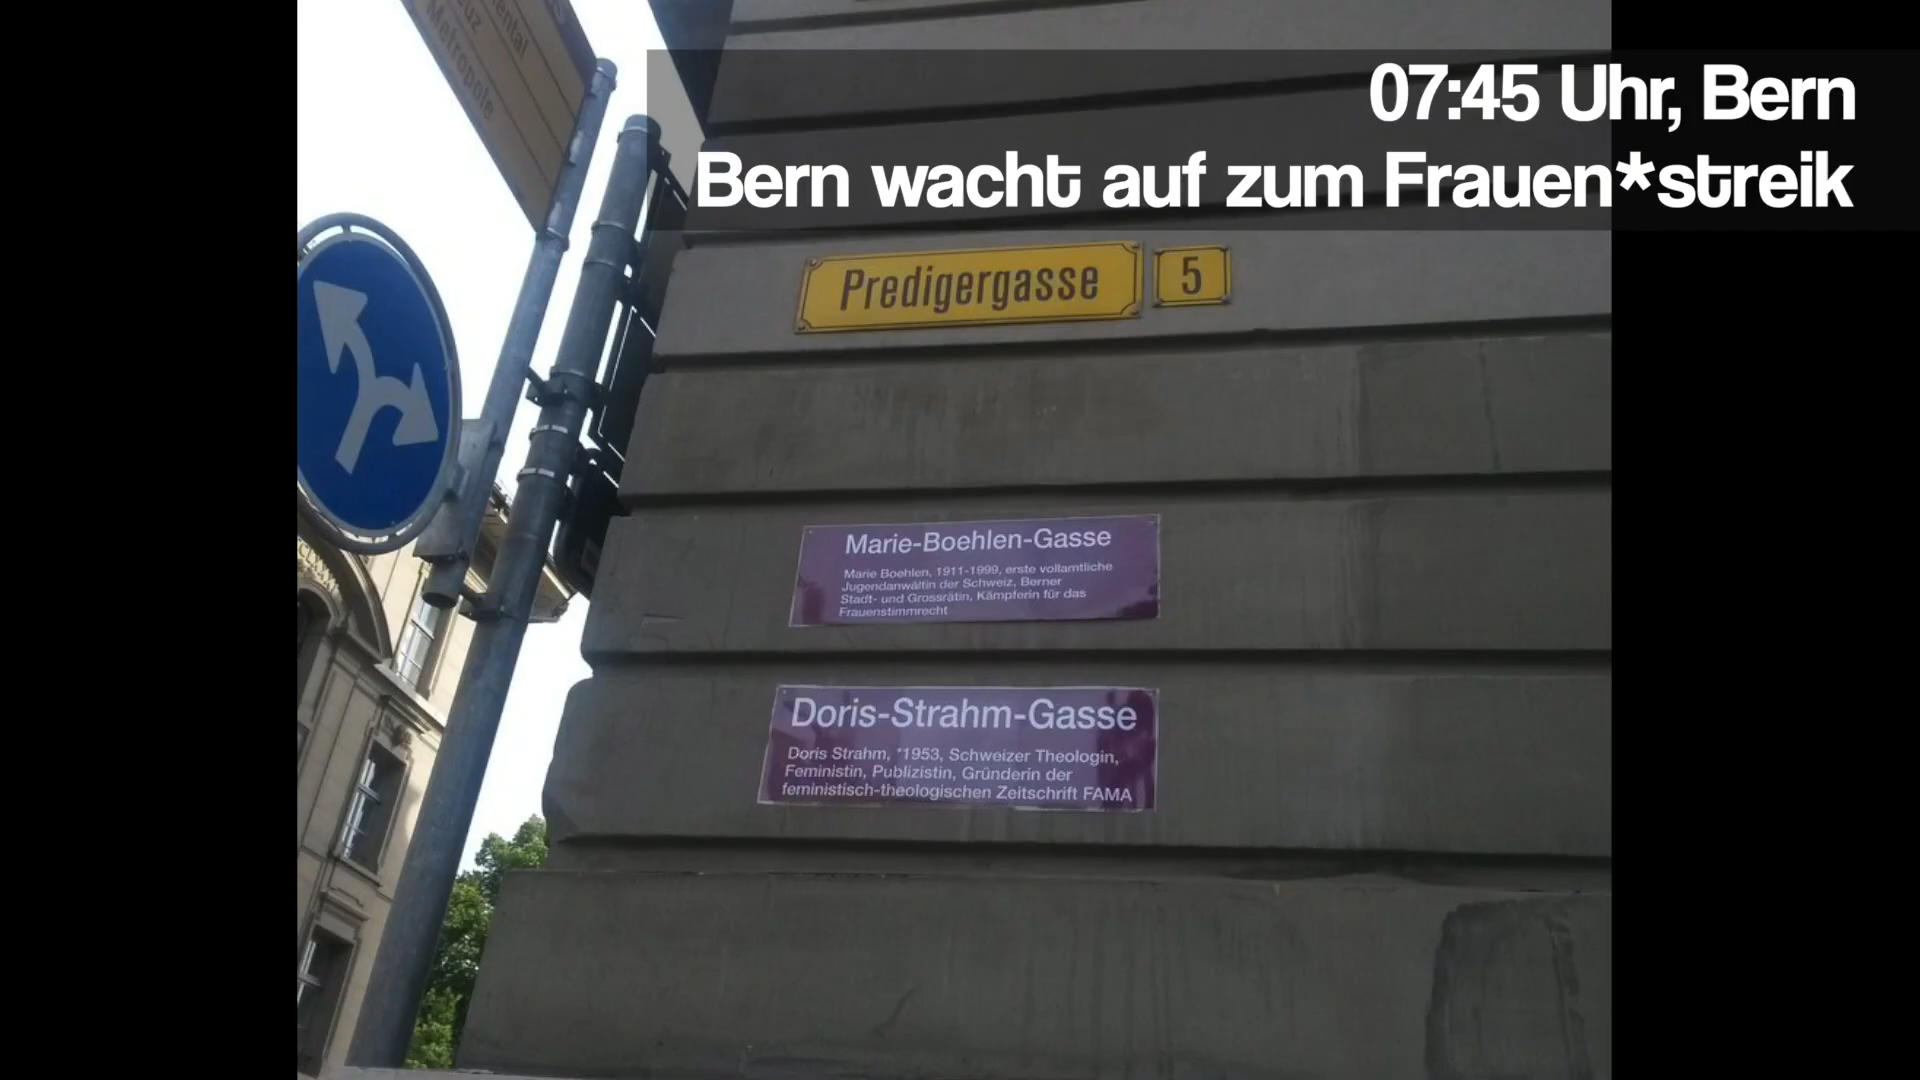 07:45 Uhr, Bern
Bern wacht auf zum Frauen*streik
Metropole
Predigergasse 5
Marie-Boehlen-Gasse
Marie Boehlen, 1911-1999, erste vollamtliche
Jugendanwältin der Schweiz, Berner
Stadt- und Grossrätin, Kämpferin für das
Frauenstimmrecht
Doris-Strahm-Gasse
Doris Strahm, *1953, Schweizer Theologin,
Feministin, Publizistin, Gründerin der
feministisch-theologischen Zeitschrift FAMA